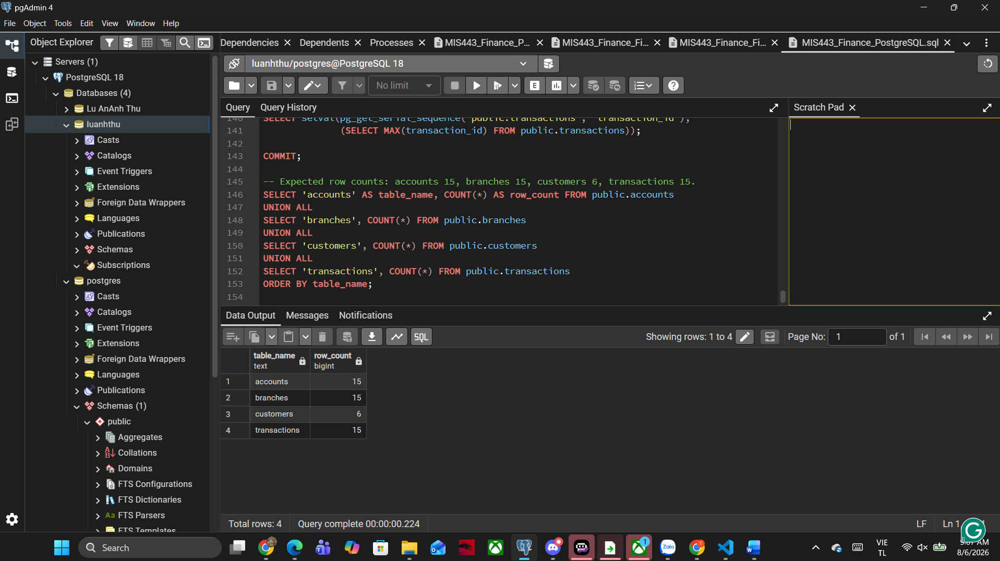 pgAdmin 4
File Object Tools Edit View Window Help
Object Explorer
Dependencies Dependents Processes MIS443_Finance_P... MIS443_Finance_Fi... MIS443_Finance_Fi... MIS443_Finance_PostgreSQL.sql
Servers (1)
PostgreSQL 18
Databases (4)
Lu AnAnh Thu
luanhthu
Casts
Catalogs
Event Triggers
Extensions
Foreign Data Wrappers
Languages
Publications
Schemas
Subscriptions
postgres
Casts
Catalogs
Event Triggers
Extensions
Foreign Data Wrappers
Languages
Publications
Schemas (1)
public
Aggregates
Collations
Domains
FTS Configurations
FTS Dictionaries
Aa FTS Parsers
FTS Templates
luanhthu/postgres@PostgreSQL 18
No limit
E
Query Query History
Scratch Pad
140 SELECT setval(pg_get_serial_sequence('public.transactions', 'transaction_id'),
141 (SELECT MAX(transaction_id) FROM public.transactions));
142
143 COMMIT;
144
145 -- Expected row counts: accounts 15, branches 15, customers 6, transactions 15.
146 SELECT 'accounts' AS table_name, COUNT(*) AS row_count FROM public.accounts
147 UNION ALL
148 SELECT 'branches', COUNT(*) FROM public.branches
149 UNION ALL
150 SELECT 'customers', COUNT(*) FROM public.customers
151 UNION ALL
152 SELECT 'transactions', COUNT(*) FROM public.transactions
153 ORDER BY table_name;
154
Data Output Messages Notifications
SQL
Showing rows: 1 to 4
Page No: 1 of 1
table_name row_count
text bigint
1 accounts 15
2 branches 15
3 customers 6
4 transactions 15
Total rows: 4 Query complete 00:00:00.224
LF Ln 1
Search
Zalo
1
VIE
TL
AM
8/6/2026